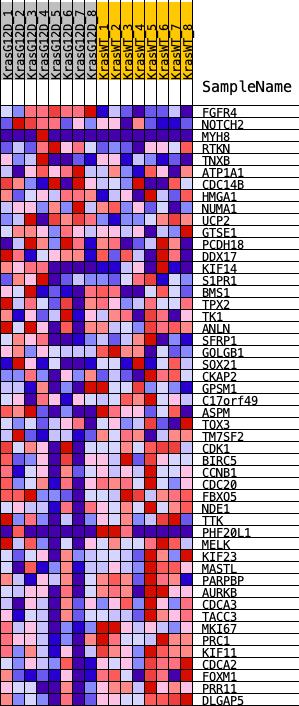 KrasG12D_1
KrasG12D_2
KrasG12D_3
KrasG12D_4
KrasG12D_5
KrasG12D_6
KrasG12D_7
KrasG12D_8
KrasWT_1
KrasWT_2
KrasWT_3
KrasWT_4
KrasWT_5
KrasWT_6
KrasWT_7
KrasWT_8
SampleName
FGFR4
NOTCH2
MYH8
RTKN
TNXB
ATP1A1
CDC14B
HMGA1
NUMA1
UCP2
GTSE1
PCDH18
DDX17
KIF14
S1PR1
BMS1
TPX2
TK1
ANLN
SFRP1
GOLGB1
SOX21
CKAP2
GPSM1
C17orf49
ASPM
TOX3
TM7SF2
CDK1
BIRC5
CCNB1
CDC20
FBXO5
NDE1
TTK
PHF20L1
MELK
KIF23
MASTL
PARPBP
AURKB
CDCA3
TACC3
MKI67
PRC1
KIF11
CDCA2
FOXM1
PRR11
DLGAP5